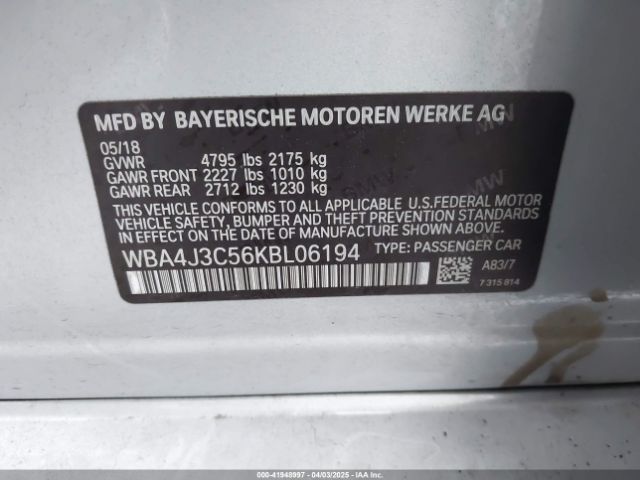 MFD BY BAYERISCHE MOTOREN WERKE AG
05/18
GVWR 4795 lbs 2175 kg
GAWR FRONT 2227 lbs 1010 kg
GAWR REAR 2712 lbs 1230 kg
THIS VEHICLE CONFORMS TO ALL APPLICABLE U.S.FEDERAL MOTOR
VEHICLE SAFETY, BUMPER AND THEFT PREVENTION STANDARDS
IN EFFECT ON THE DATE OF MANUFACTURE SHOWN ABOVE.
WBA4J3C56KBL06194 TYPE: PASSENGER CAR
A83/7
7 315 814
000-41948997 - 04/03/2025 - IAAI.com